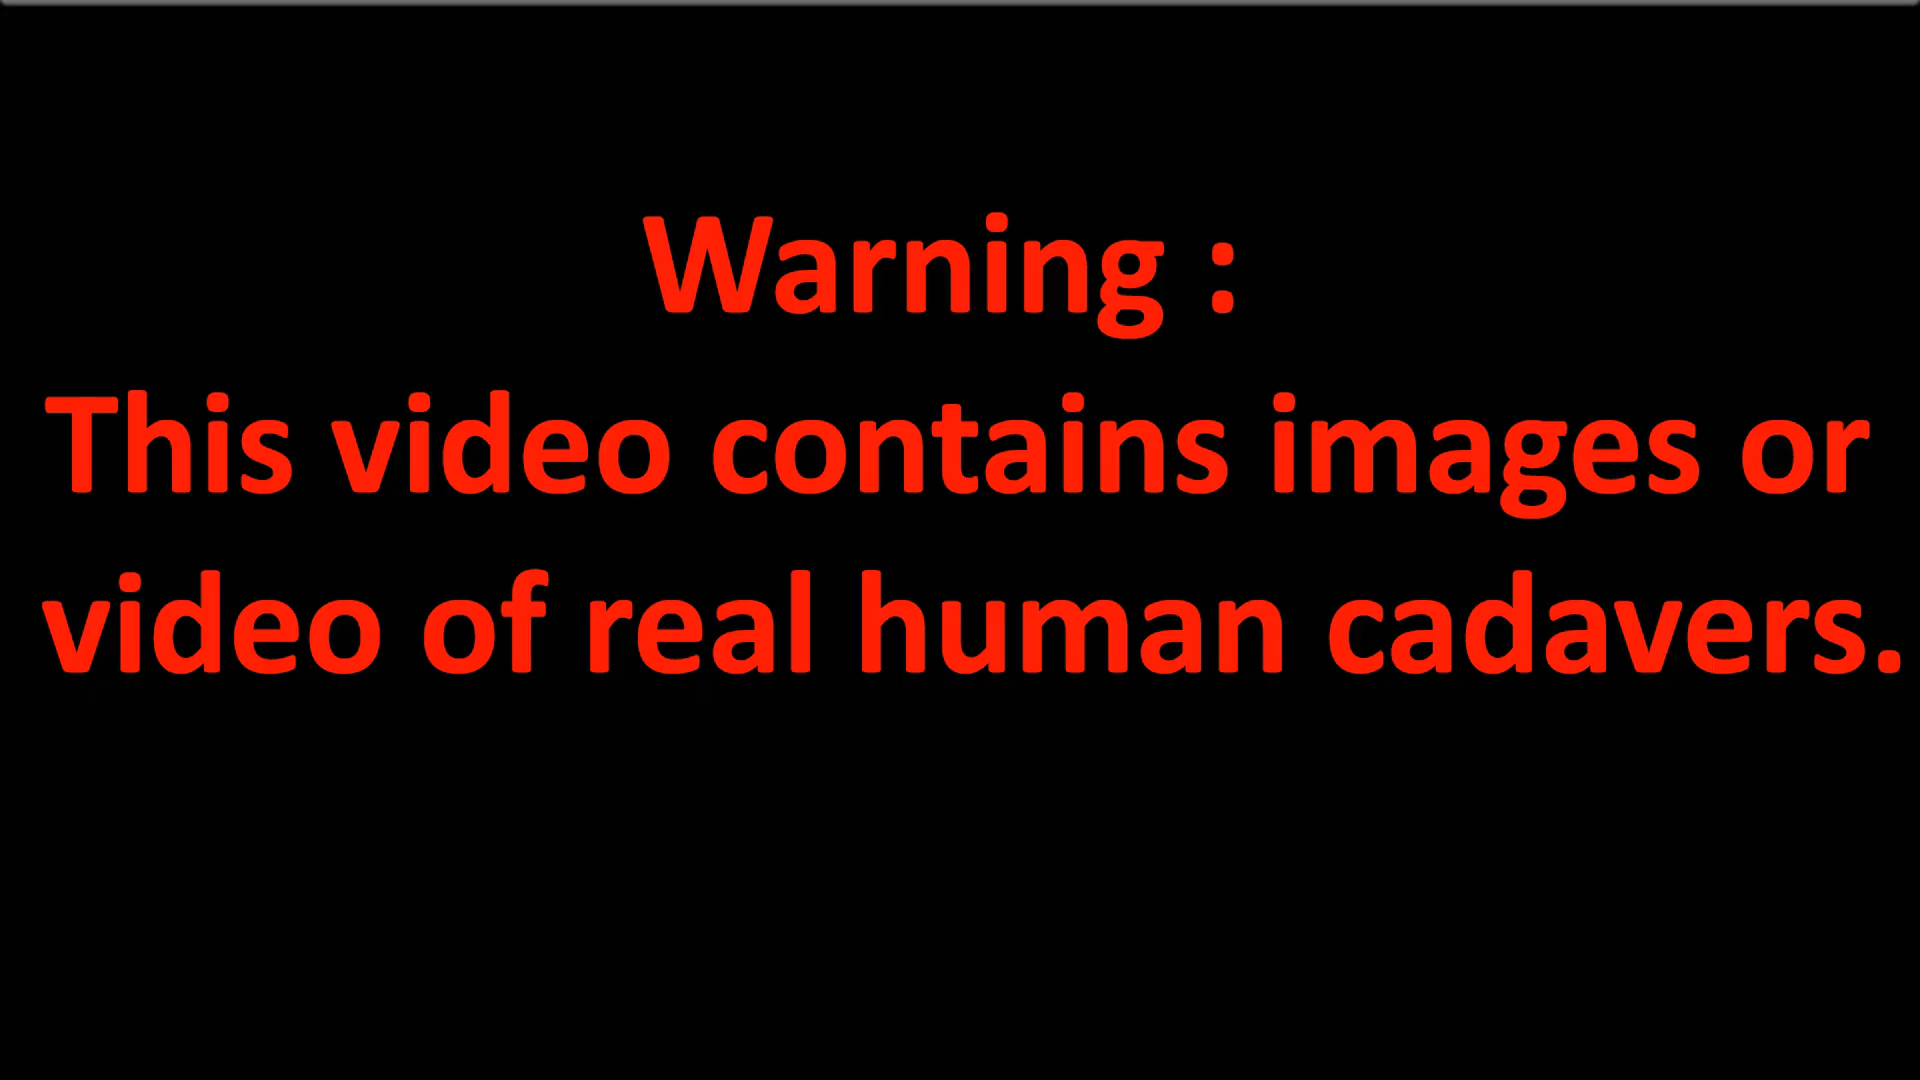 Warning :
This video contains images or
video of real human cadavers.